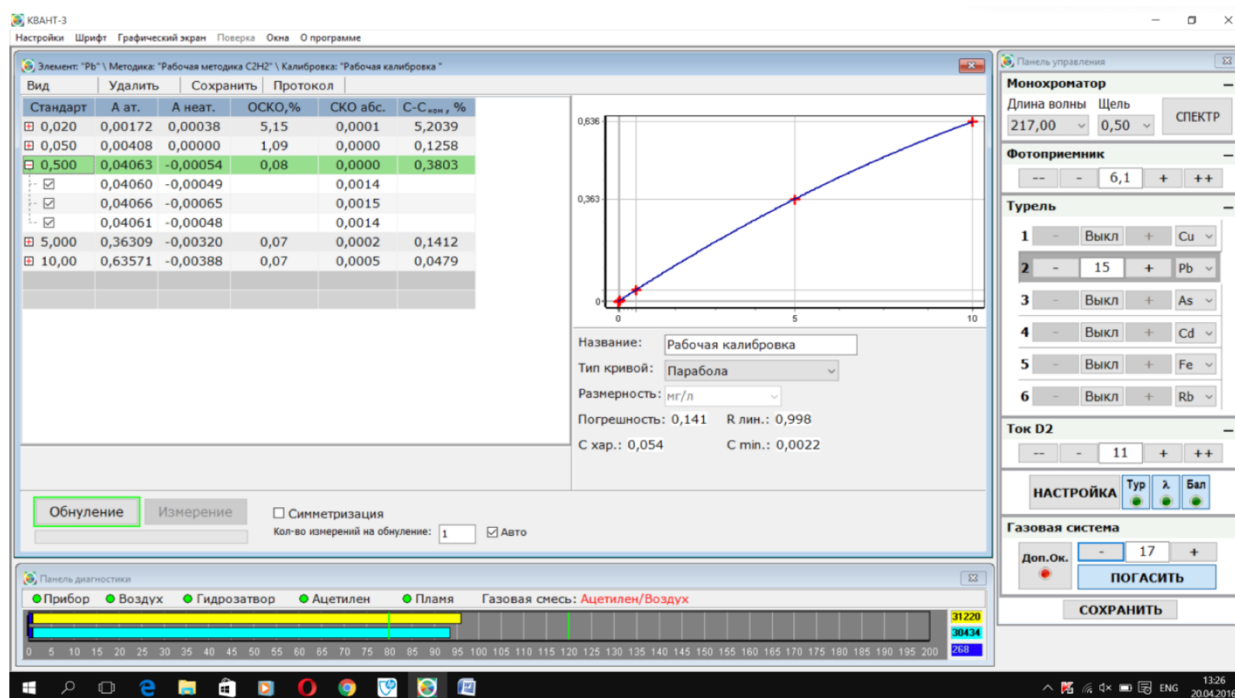 КВАНТ-3
Настройки Шрифт Графический экран Поверка Окна О программе
Элемент: "Pb" \ Методика: "Рабочая методика C2H2" \ Калибровка: "Рабочая калибровка "
Вид Удалить Сохранить Протокол
Стандарт А ат. А неат. ОСКО,% СКО абс. С-Сном, %
0,020 0,00172 0,00038 5,15 0,0001 5,2039
0,050 0,00408 0,00000 1,09 0,0000 0,1258
0,500 0,04063 -0,00054 0,08 0,0000 0,3803
0,04060 -0,00049 0,0014
0,04066 -0,00065 0,0015
0,04061 -0,00048 0,0014
5,000 0,36309 -0,00320 0,07 0,0002 0,1412
10,00 0,63571 -0,00388 0,07 0,0005 0,0479
0,636
0,363
0
0 5 10
Название: Рабочая калибровка
Тип кривой: Парабола
Размерность: мг/л
Погрешность: 0,141 R лин.: 0,998
С хар.: 0,054 C min.: 0,0022
Обнуление Измерение Симметризация
Кол-во измерений на обнуление: 1 Авто
Панель диагностики
Прибор Воздух Гидрозатвор Ацетилен Пламя Газовая смесь: Ацетилен/Воздух
31220
30434
268
0 5 10 15 20 25 30 35 40 45 50 55 60 65 70 75 80 85 90 95 100 105 110 115 120 125 130 135 140 145 150 155 160 165 170 175 180 185 190 195 200
Панель управления
Монохроматор
Длина волны Щель
217,00 0,50 СПЕКТР
Фотоприемник
-- - 6,1 + ++
Турель
1 - Выкл + Cu
2 - 15 + Pb
3 - Выкл + As
4 - Выкл + Cd
5 - Выкл + Fe
6 - Выкл + Rb
Ток D2
-- - 11 + ++
НАСТРОЙКА Тур λ Бал
Газовая система
Доп.Ок. - 17 +
ПОГАСИТЬ
СОХРАНИТЬ
ENG 13:26
20.04.2016